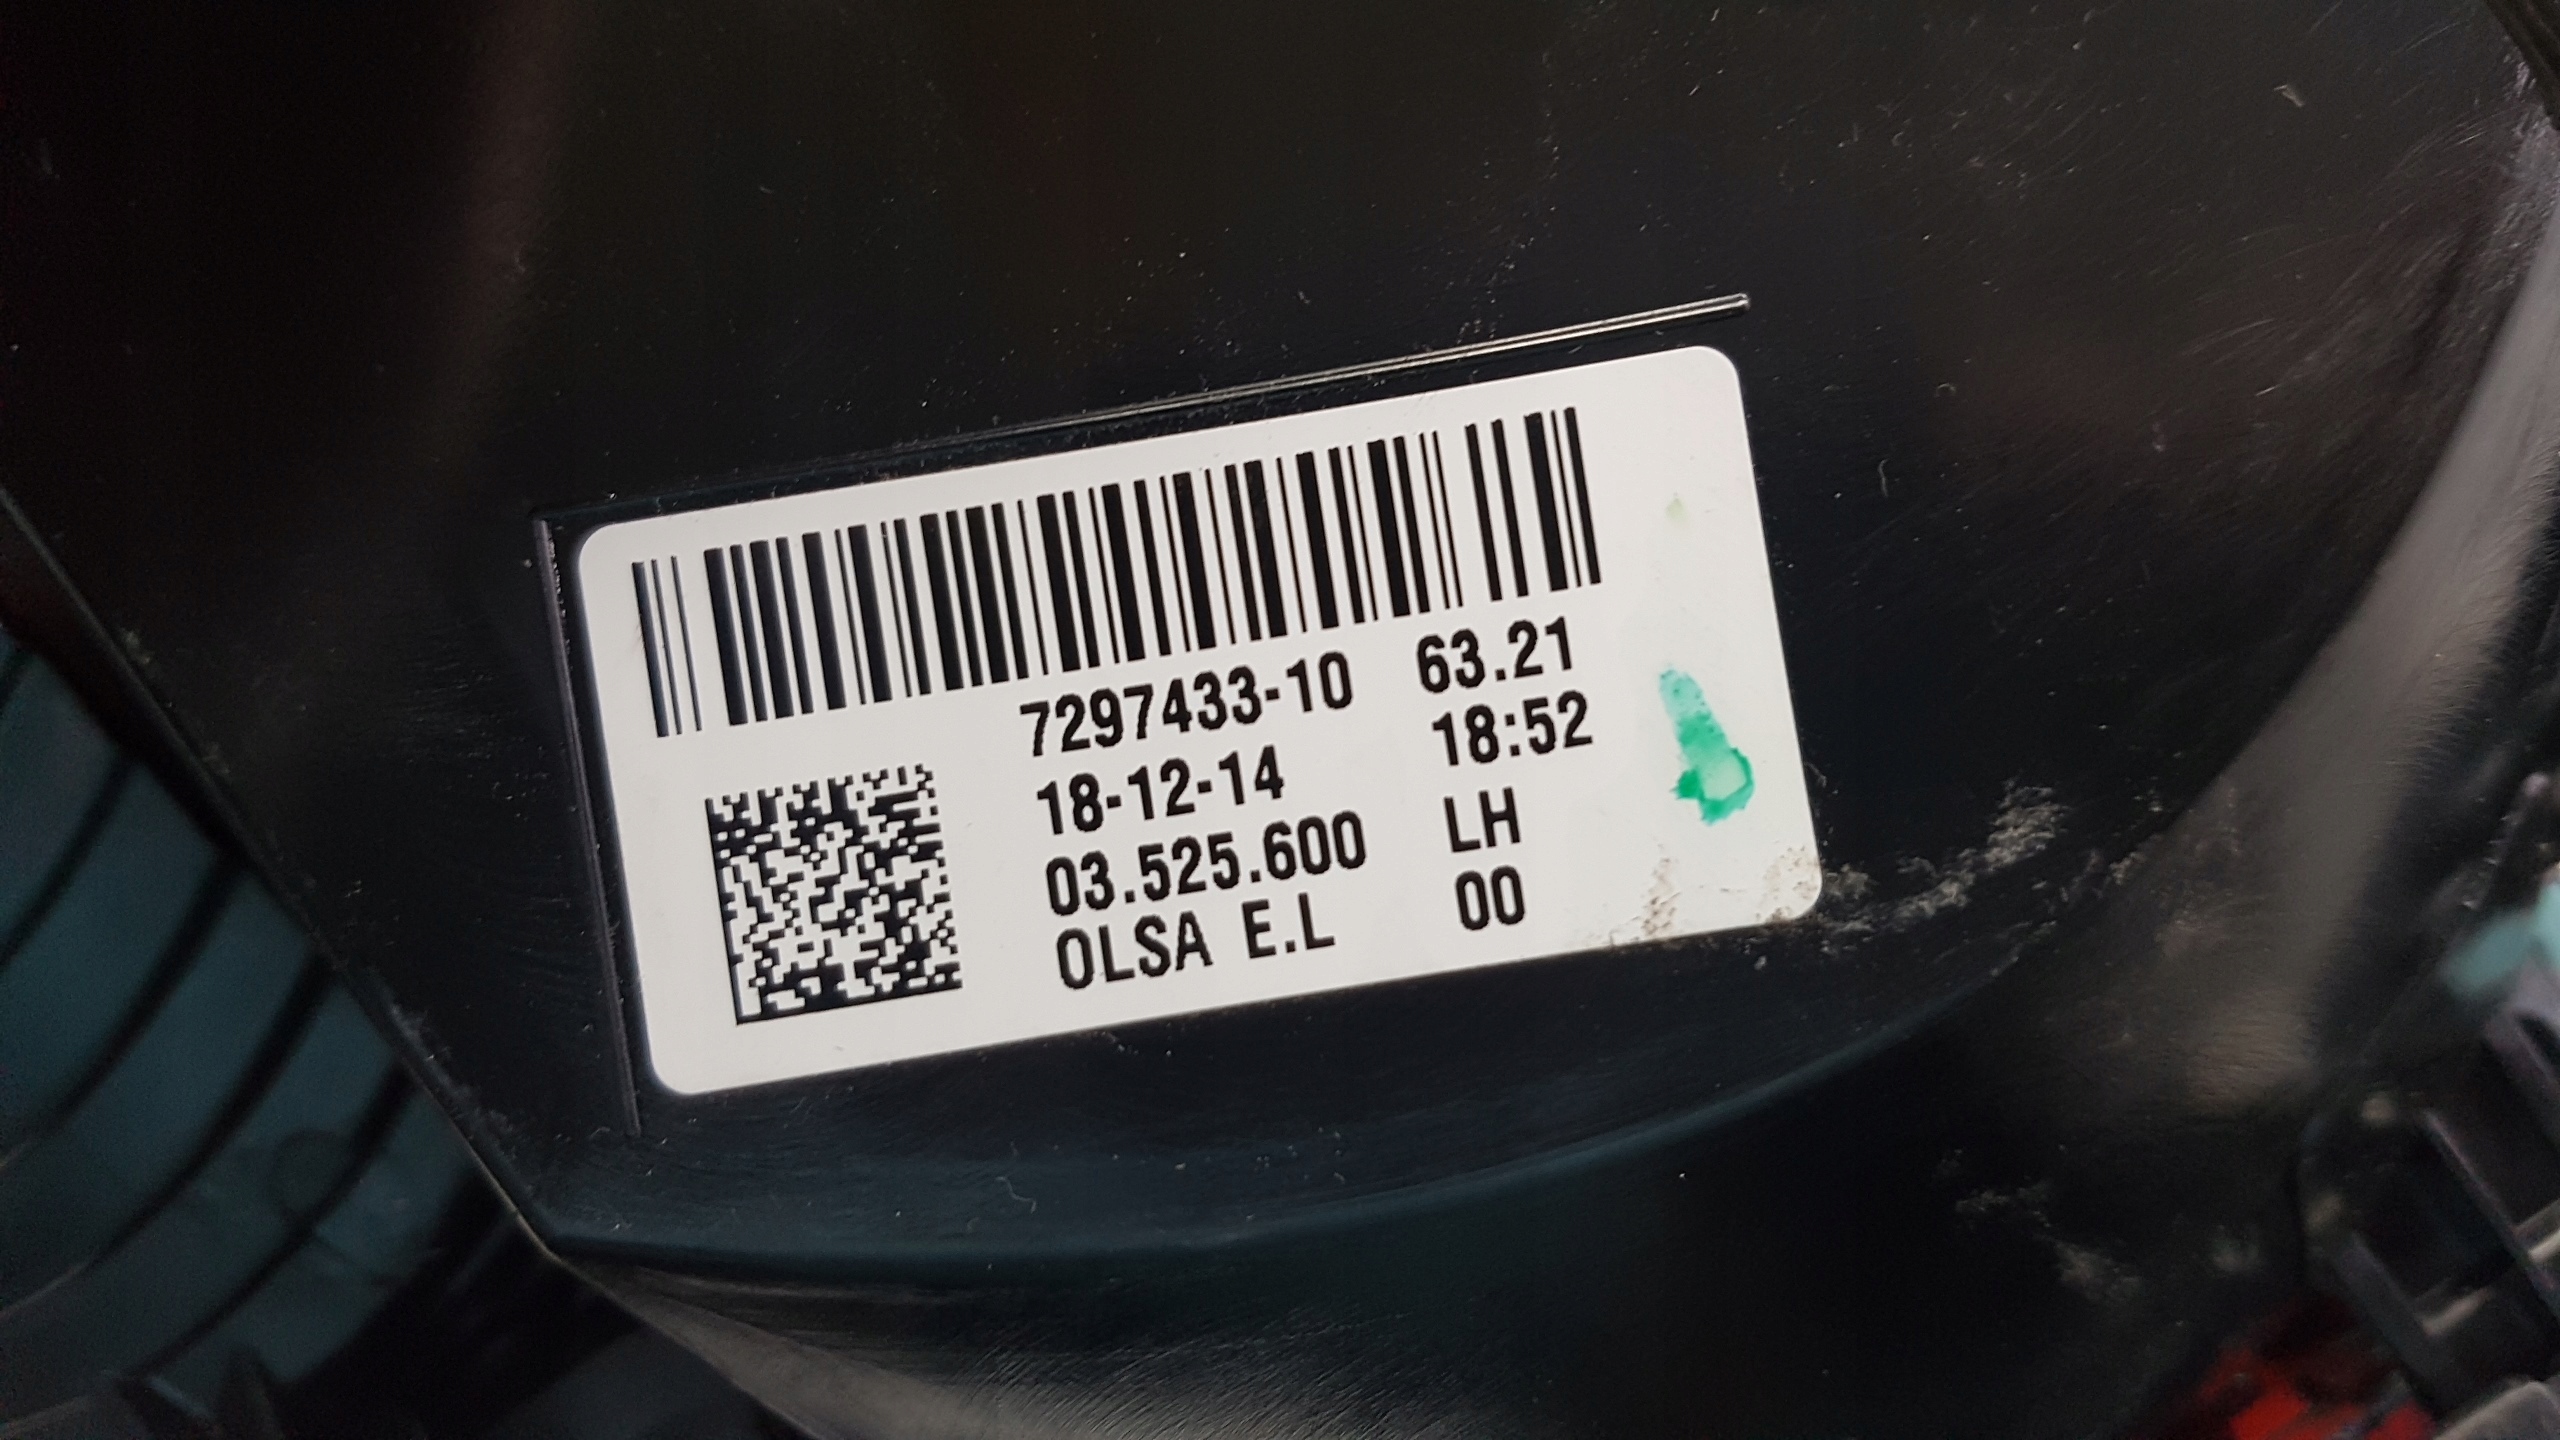 7297433-10 63.21
18-12-14 18:52
03.525.600 LH
OLSA E.L 00